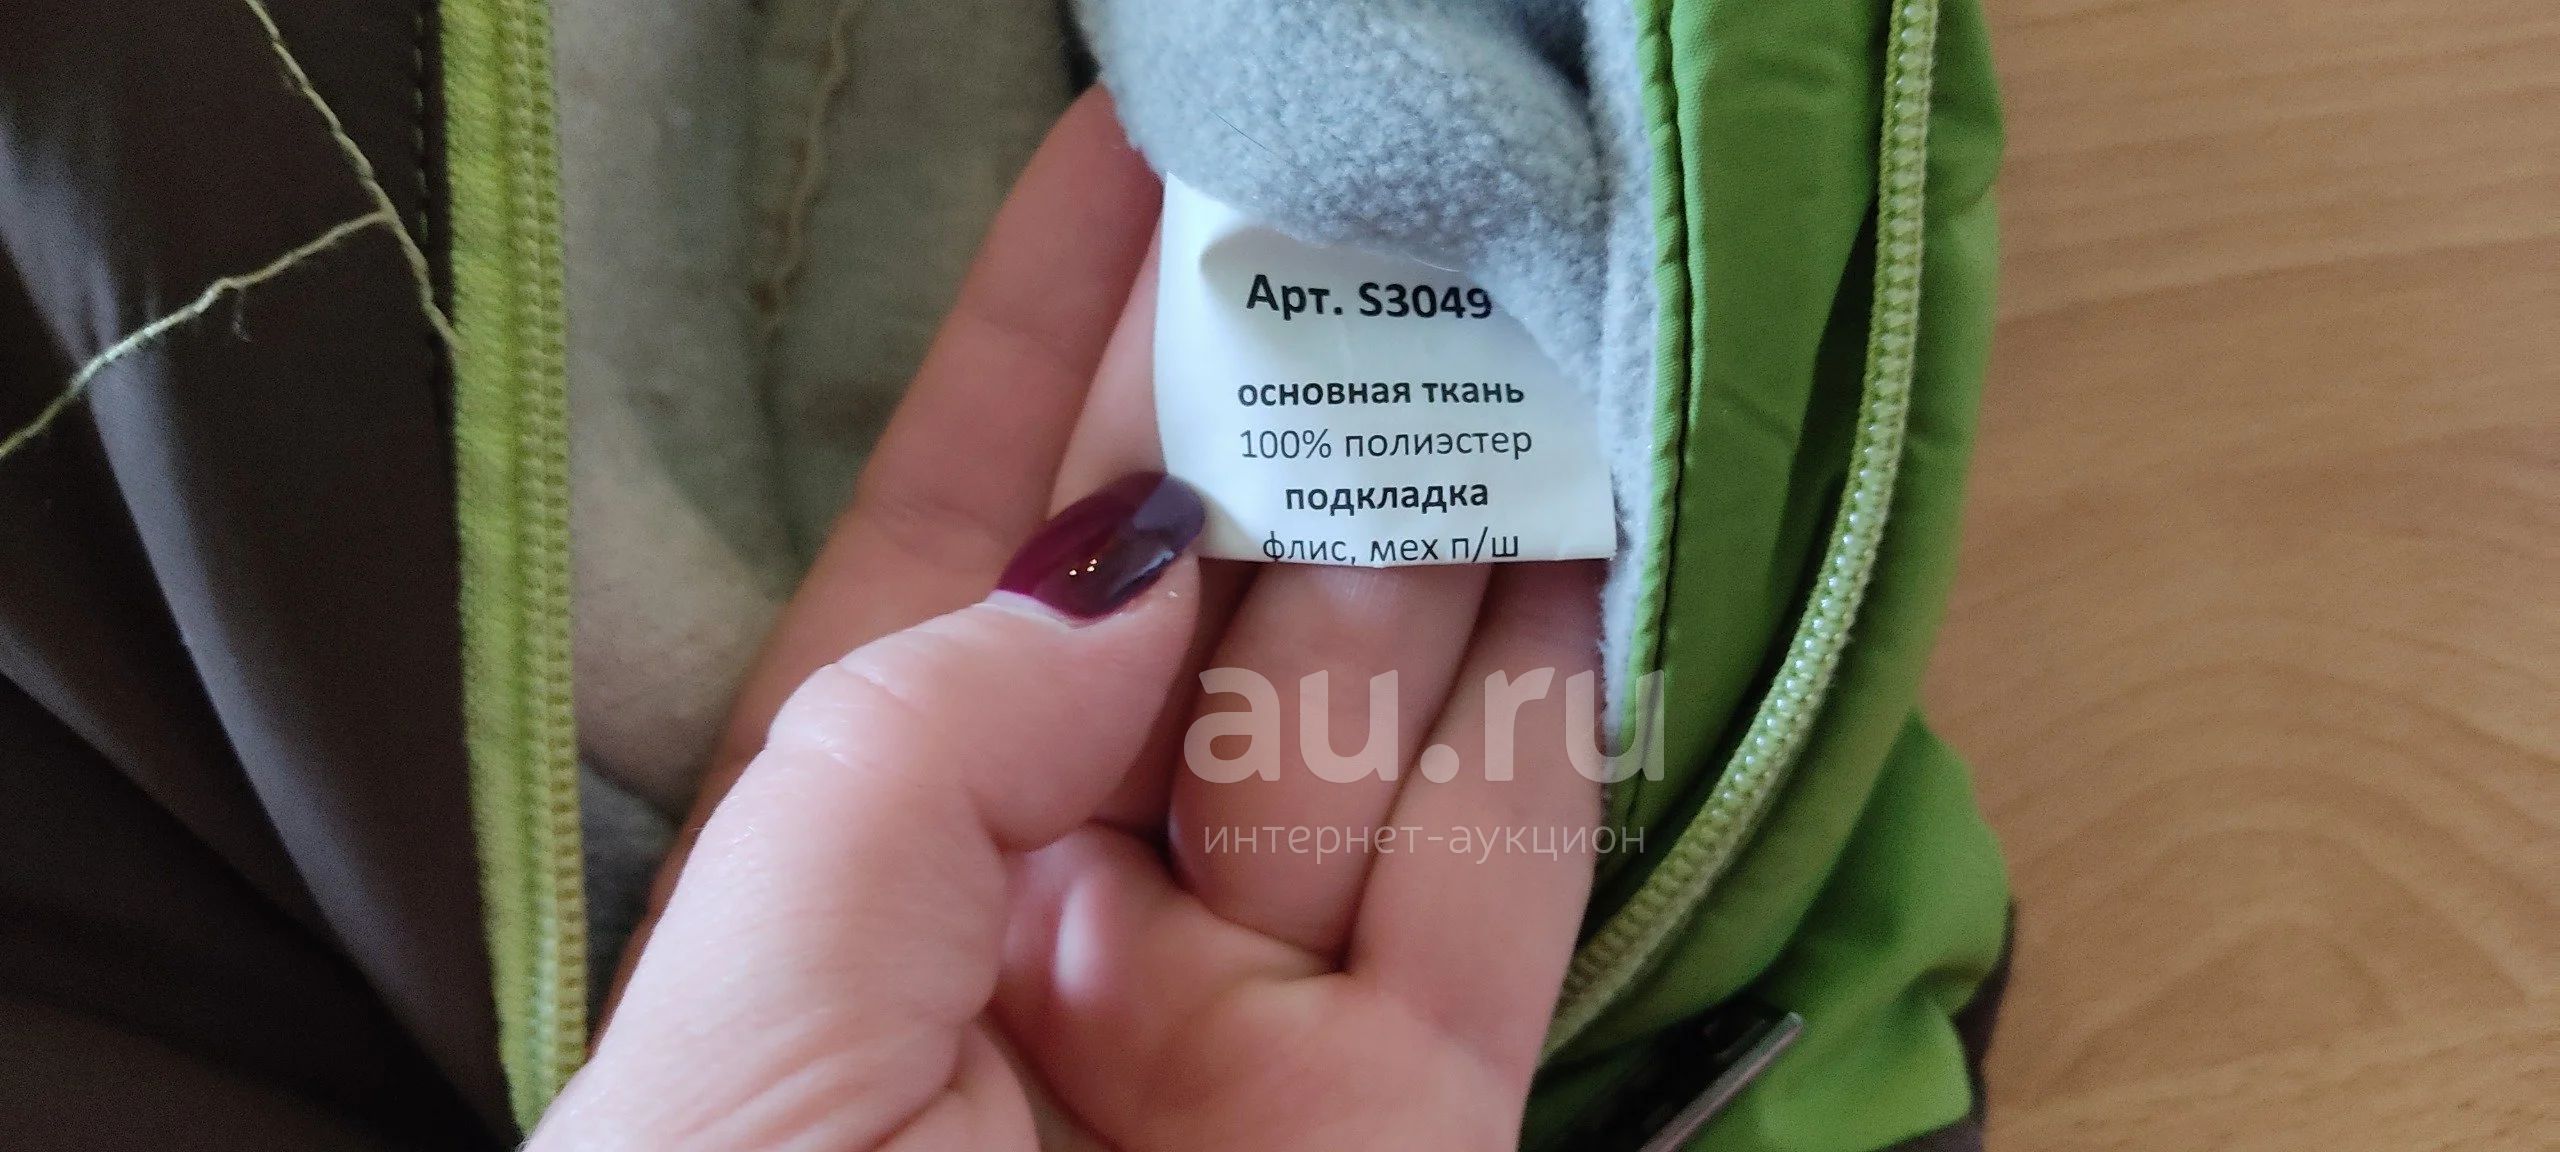 Арт. S3049
основная ткань
100% полиэстер
подкладка
флис, мех п/ш
au.ru
интернет-аукцион